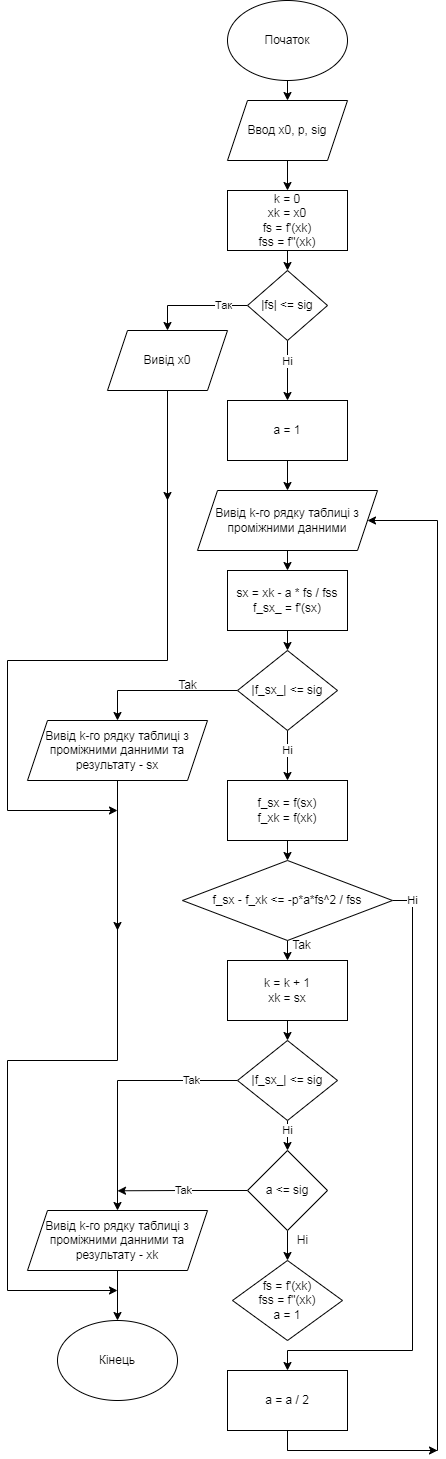 Початок
Ввод x0, p, sig
k = 0
xk = x0
fs = f'(xk)
fss = f''(xk)
|fs| <= sig
Так
Ні
Вивід x0
a = 1
Вивід k-го рядку таблиці з
проміжними данними
sx = xk - a * fs / fss
f_sx_ = f'(sx)
|f_sx_| <= sig
Tak
Ні
Вивід k-го рядку таблиці з
проміжними данними та
результату - sx
f_sx = f(sx)
f_xk = f(xk)
f_sx - f_xk <= -p*a*fs^2 / fss
Ні
Tak
k = k + 1
xk = sx
|f_sx_| <= sig
Tak
Ні
a <= sig
Tak
Ні
Вивід k-го рядку таблиці з
проміжними данними та
результату - xk
fs = f'(xk)
fss = f''(xk)
a = 1
Кінець
a = a / 2